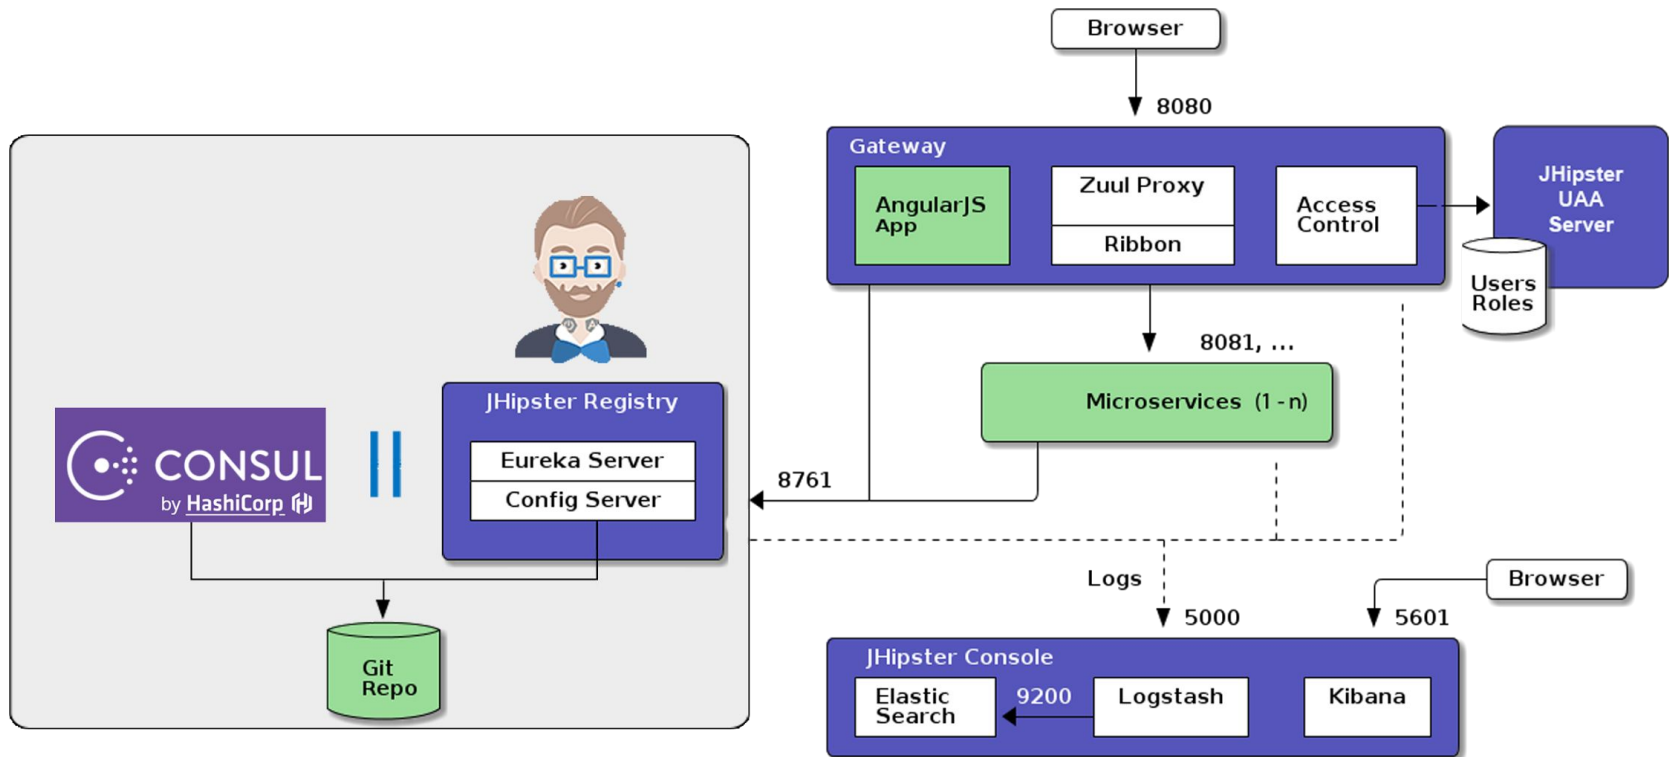 Browser
8080
Gateway
AngularJS
App
Zuul Proxy
Ribbon
Access
Control
JHipster
UAA
Server
Users
Roles
8081, ...
Microservices (1 - n)
JHipster Registry
Eureka Server
Config Server
CONSUL
by HashiCorp
8761
Git
Repo
Logs
5000
Browser
5601
JHipster Console
Elastic
Search
9200
Logstash
Kibana